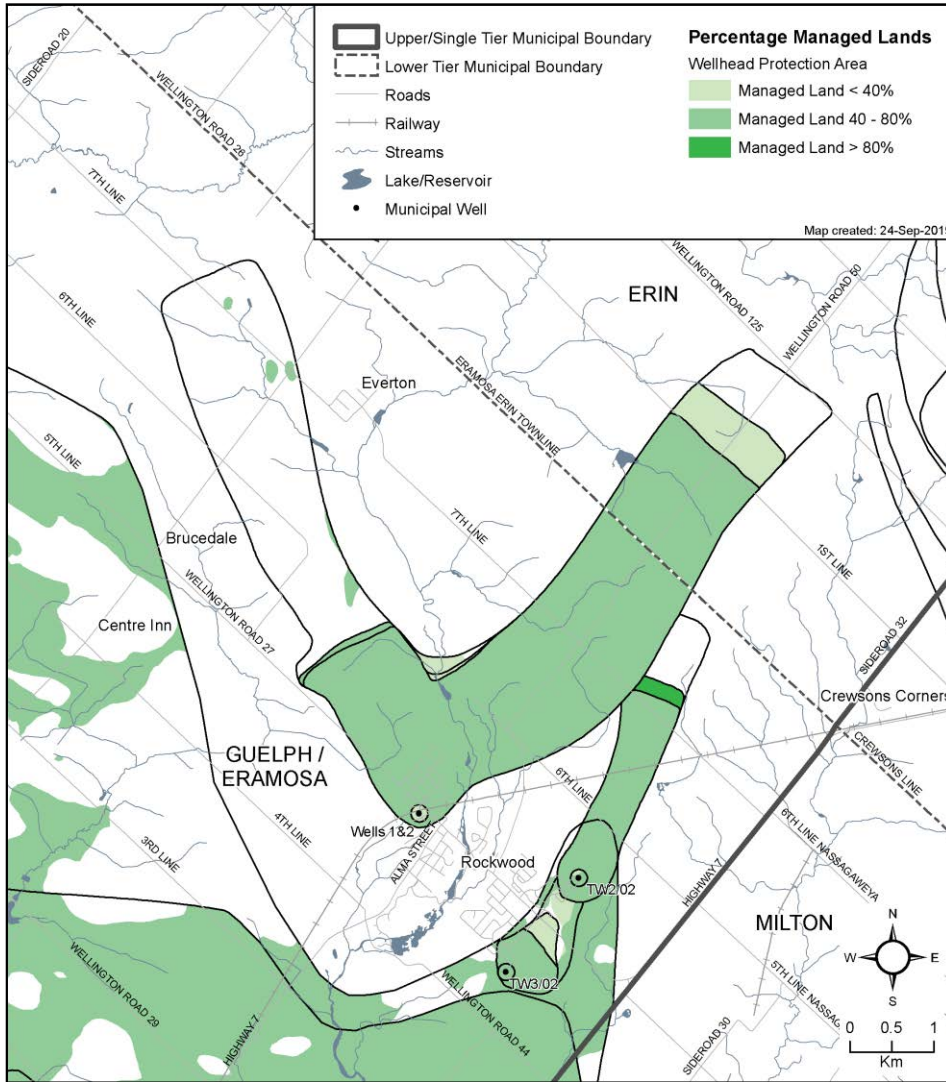 Upper/Single Tier Municipal Boundary
Lower Tier Municipal Boundary
Roads
Railway
Streams
Lake/Reservoir
Municipal Well
Percentage Managed Lands
Wellhead Protection Area
Managed Land < 40%
Managed Land 40 - 80%
Managed Land > 80%
Map created: 24-Sep-2015
SIDEROAD 20
WELLINGTON ROAD 26
7TH LINE
6TH LINE
WELLINGTON ROAD 125
WELLINGTON ROAD 50
ERIN
ERAMOSA ERIN TOWNLINE
Everton
5TH LINE
Brucedale
7TH LINE
WELLINGTON ROAD 27
1ST LINE
Centre Inn
SIDEROAD 32
Crewsons Corners
CREWSONS LINE
GUELPH /
ERAMOSA
6TH LINE
4TH LINE
3RD LINE
Wells 1&2
ALMA STREET
Rockwood
6TH LINE NASSAGAWEYA
TW2/02
HIGHWAY 7
MILTON
TW3/02
WELLINGTON ROAD 29
WELLINGTON ROAD 44
5TH LINE NASSAG
HIGHWAY 7
SIDEROAD 30
N
W
E
S
0 0.5 1
Km